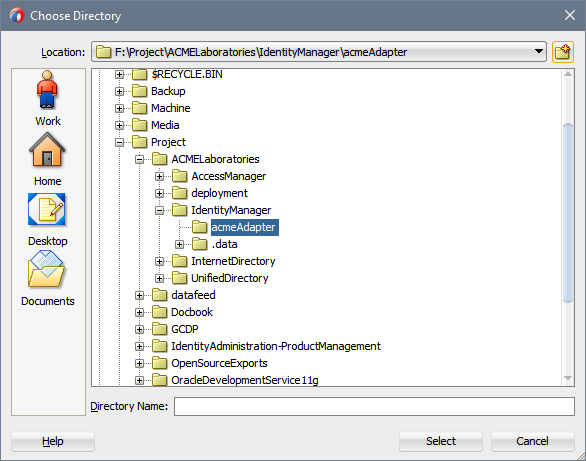 Choose Directory
Location: F:\Project\ACMELaboratories\IdentityManager\acmeAdapter
Work
Home
Desktop
Documents
$RECYCLE.BIN
Backup
Machine
Media
Project
ACMELaboratories
AccessManager
deployment
IdentityManager
acmeAdapter
.data
InternetDirectory
UnifiedDirectory
datafeed
Docbook
GCDP
IdentityAdministration-ProductManagement
OpenSourceExports
OracleDevelopmentService11g
Directory Name:
Help
Select
Cancel